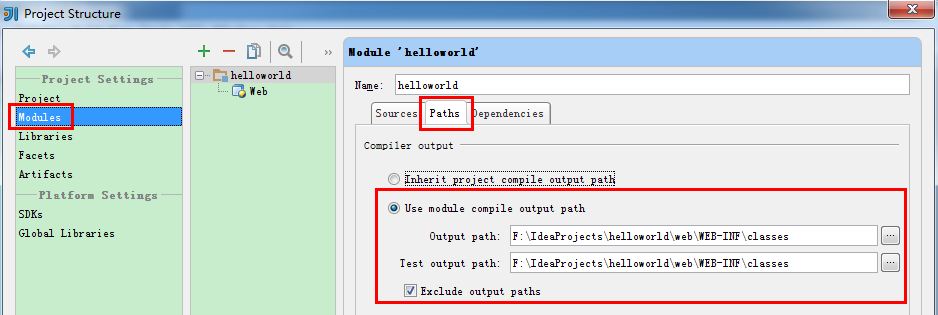 Project Structure
Project Settings
Project
Modules
Libraries
Facets
Artifacts
Platform Settings
SDKs
Global Libraries
helloworld
Web
Module 'helloworld'
Name: helloworld
Sources Paths Dependencies
Compiler output
Inherit project compile output path
Use module compile output path
Output path: F:\IdeaProjects\helloworld\web\WEB-INF\classes ...
Test output path: F:\IdeaProjects\helloworld\web\WEB-INF\classes ...
Exclude output paths